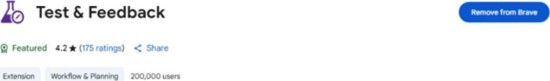 Test & Feedback
Remove from Brave
Featured 4.2 ★ (175 ratings) Share
Extension Workflow & Planning 200,000 users